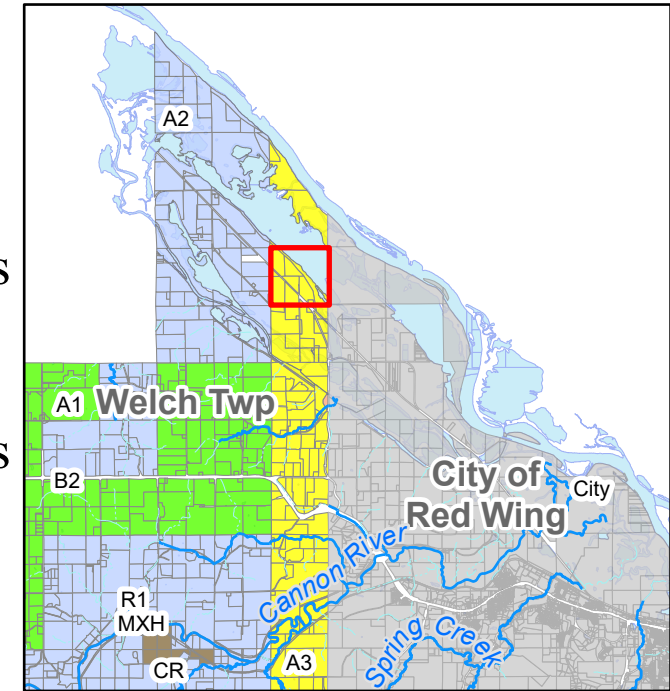 A2
S
A1 Welch Twp
S
B2
City of
Red Wing
City
Cannon River
R1
MXH
CR
A3
Spring Creek